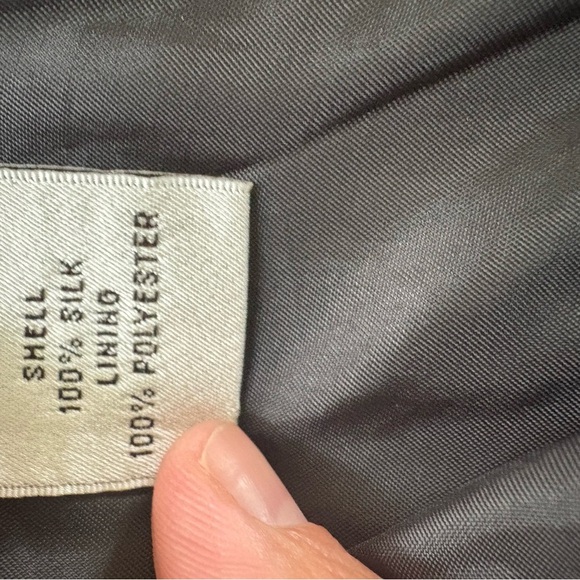 SHELL
100% SILK
LINING
100% POLYESTER